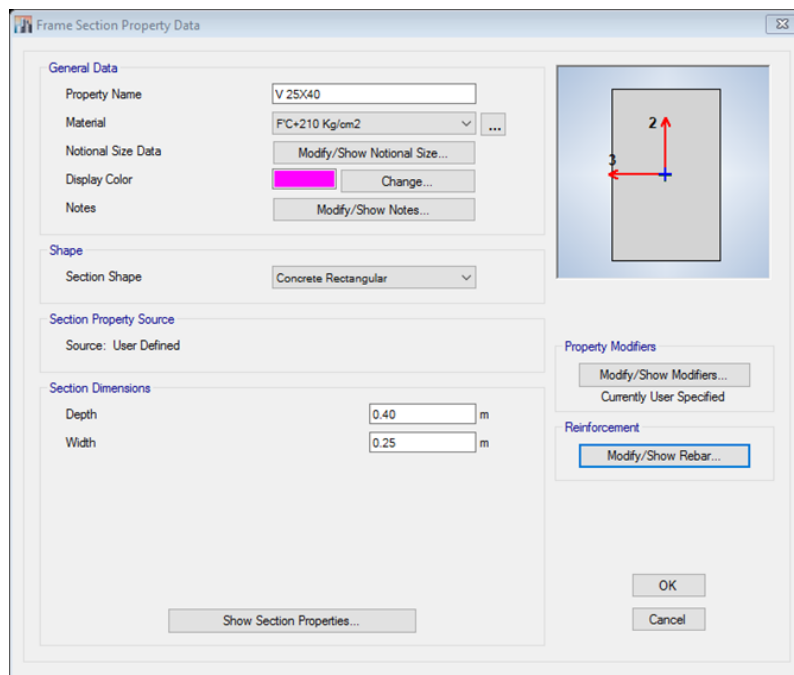 Frame Section Property Data
General Data
Property Name V 25X40
Material F'C+210 Kg/cm2 ...
Notional Size Data Modify/Show Notional Size...
Display Color Change...
Notes Modify/Show Notes...
2
3
Shape
Section Shape Concrete Rectangular
Section Property Source
Source: User Defined
Property Modifiers
Modify/Show Modifiers...
Currently User Specified
Section Dimensions
Depth 0.40 m
Width 0.25 m
Reinforcement
Modify/Show Rebar...
Show Section Properties...
OK
Cancel